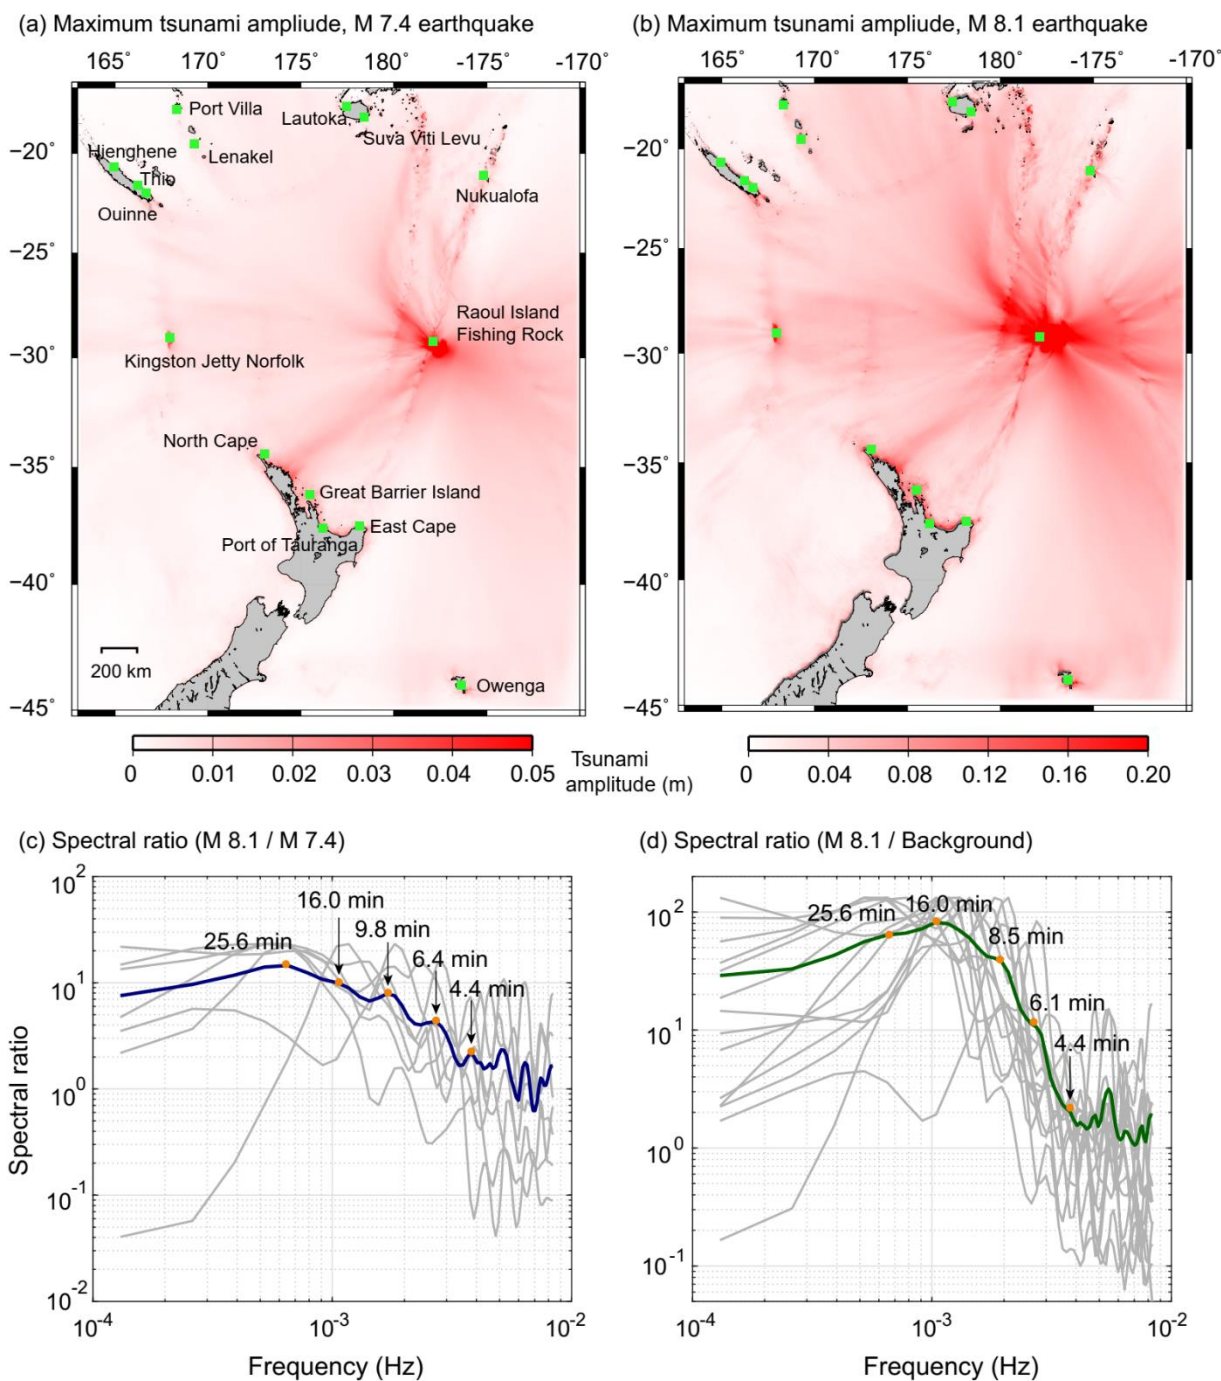 (a) Maximum tsunami ampliude, M 7.4 earthquake
165˚ 170˚ 175˚ 180˚ -175˚
−20˚
−25˚
−30˚
−35˚
−40˚
−45˚
Port Villa
Lautoka
Suva Viti Levu
Hienghene
Lenakel
Thio
Ouinne
Nukualofa
Raoul Island
Fishing Rock
Kingston Jetty Norfolk
North Cape
Great Barrier Island
East Cape
Port of Tauranga
200 km
Owenga
0 0.01 0.02 0.03 0.04 0.05
Tsunami
amplitude (m)
(b) Maximum tsunami ampliude, M 8.1 earthquake
165˚ 170˚ 175˚ 180˚ -175˚ -170˚
−20˚
−25˚
−30˚
−35˚
−40˚
−45˚
0 0.04 0.08 0.12 0.16 0.20
(c) Spectral ratio (M 8.1 / M 7.4)
10^2
10^1
10^0
10^-1
10^-2
Spectral ratio
25.6 min
16.0 min
9.8 min
6.4 min
4.4 min
10^-4 10^-3 10^-2
Frequency (Hz)
(d) Spectral ratio (M 8.1 / Background)
10^2
10^1
10^0
10^-1
25.6 min
16.0 min
8.5 min
6.1 min
4.4 min
10^-4 10^-3 10^-2
Frequency (Hz)